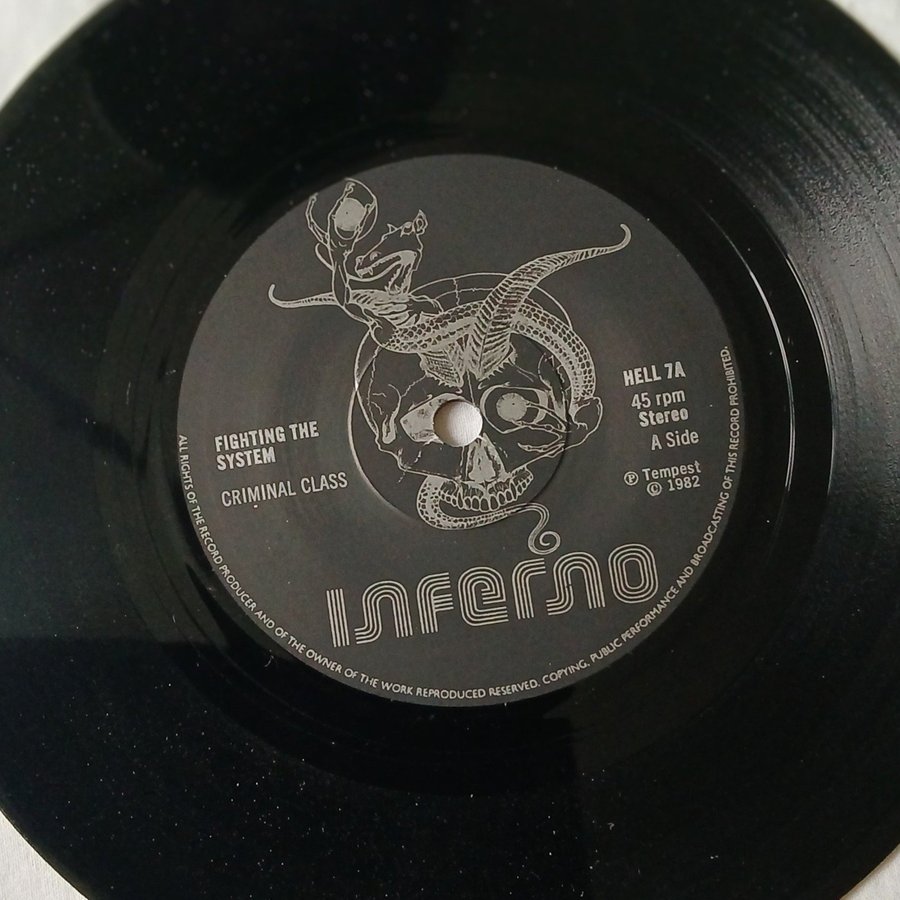 FIGHTING THE
SYSTEM
CRIMINAL CLASS
HELL 7A
45 rpm
Stereo
A Side
℗ Tempest
© 1982
Inferno
ALL RIGHTS OF THE RECORD PRODUCER AND OF THE OWNER OF THE WORK REPRODUCED RESERVED. COPYING, PUBLIC PERFORMANCE AND BROADCASTING OF THIS RECORD PROHIBITED.